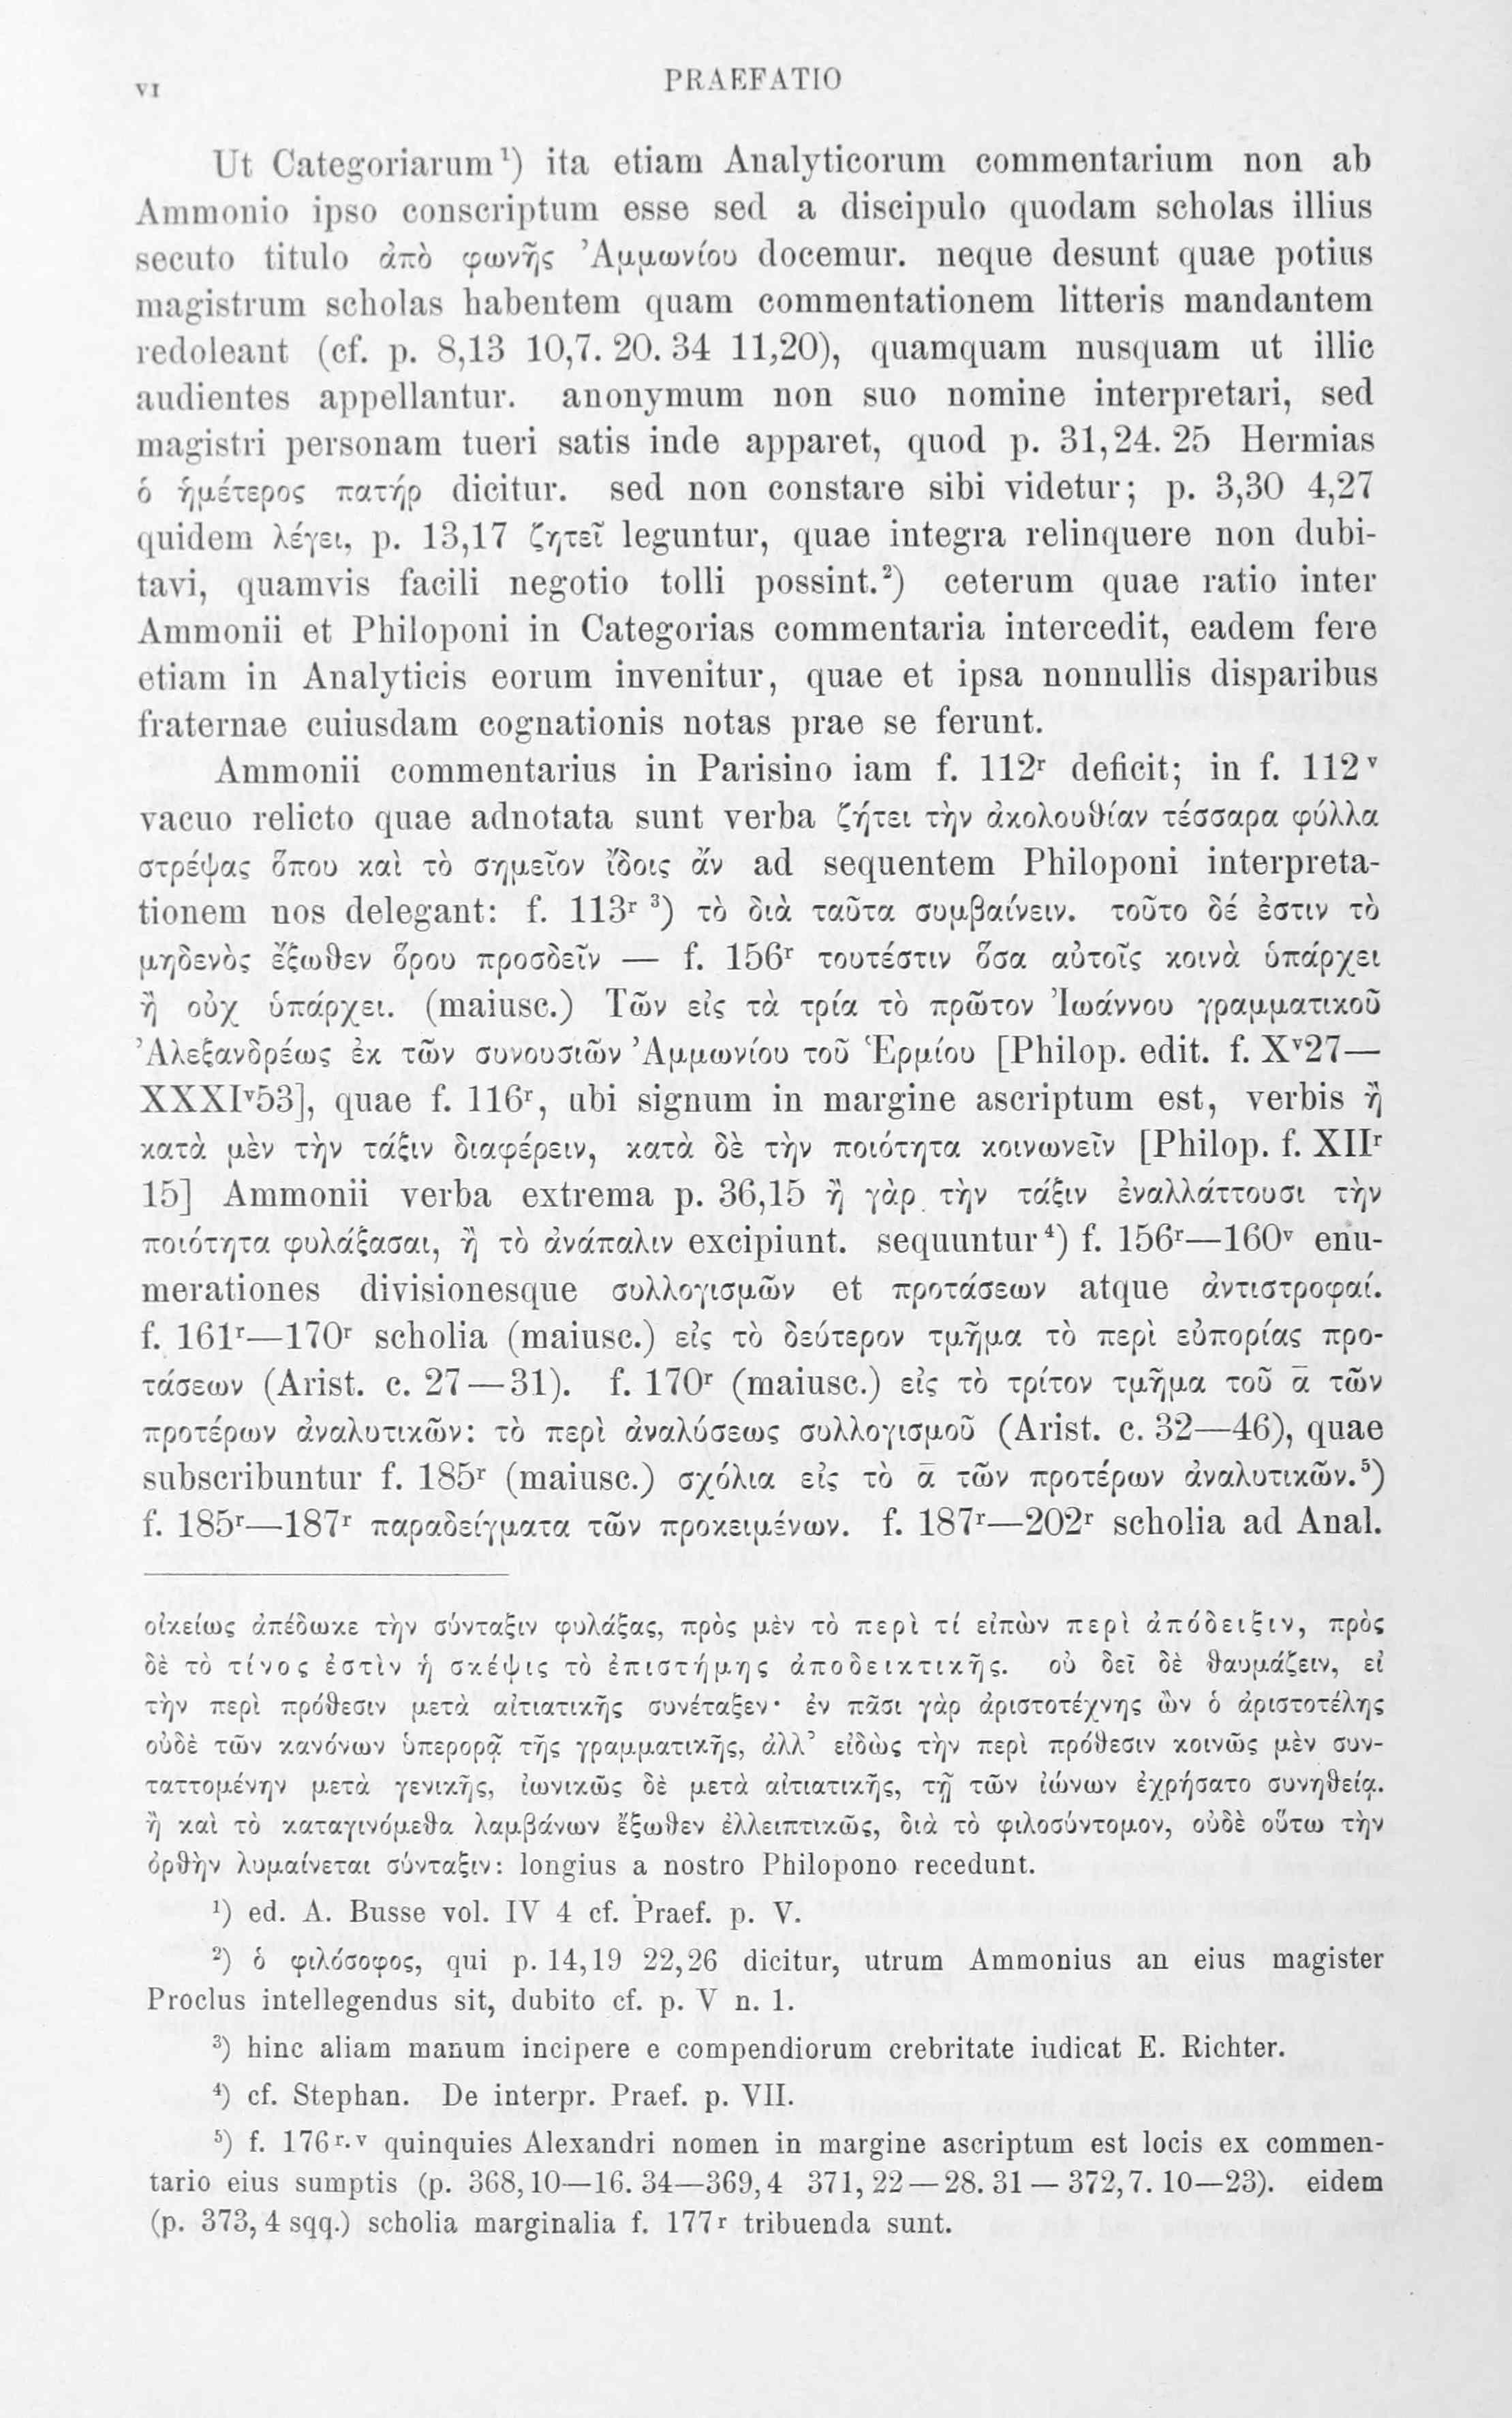 VI
PRAEFATIO
Ut Categoriarum¹) ita etiam Analyticorum commentarium non ab
Ammonio ipso conscriptum esse sed a discipulo quodam scholas illius
secuto titulo ἀπὸ φωνῆς Ἀμμωνίου docemur. neque desunt quae potius
magistrum scholas habentem quam commentationem litteris mandantem
redoleant (cf. p. 8,13 10,7. 20. 34 11,20), quamquam nusquam ut illic
audientes appellantur. anonymum non suo nomine interpretari, sed
magistri personam tueri satis inde apparet, quod p. 31,24. 25 Hermias
ὁ ἡμέτερος πατήρ dicitur. sed non constare sibi videtur; p. 3,30 4,27
quidem λέγει, p. 13,17 ζητεῖ leguntur, quae integra relinquere non dubi-
tavi, quamvis facili negotio tolli possint.²) ceterum quae ratio inter
Ammonii et Philoponi in Categorias commentaria intercedit, eadem fere
etiam in Analyticis eorum invenitur, quae et ipsa nonnullis disparibus
fraternae cuiusdam cognationis notas prae se ferunt.
Ammonii commentarius in Parisino iam f. 112ʳ deficit; in f. 112ᵛ
vacuo relicto quae adnotata sunt verba ζήτει τὴν ἀκολουϑίαν τέσσαρα φύλλα
στρέψας ὅπου καὶ τὸ σημεῖον ἴδοις ἄν ad sequentem Philoponi interpreta-
tionem nos delegant: f. 113ʳ ³) τὸ διὰ ταῦτα συμβαίνειν. τοῦτο δέ ἐστιν τὸ
μηδενὸς ἔξωϑεν ὅρου προσδεῖν — f. 156ʳ τουτέστιν ὅσα αὐτοῖς κοινὰ ὑπάρχει
ἢ οὐχ ὑπάρχει. (maiusc.) Τῶν εἰς τὰ τρία τὸ πρῶτον Ἰωάννου γραμματικοῦ
Ἀλεξανδρέως ἐκ τῶν συνουσιῶν Ἀμμωνίου τοῦ Ἑρμίου [Philop. edit. f. Xᵛ27—
XXXIᵛ53], quae f. 116ʳ, ubi signum in margine ascriptum est, verbis ἢ
κατὰ μὲν τὴν τάξιν διαφέρειν, κατὰ δὲ τὴν ποιότητα κοινωνεῖν [Philop. f. XIIʳ
15] Ammonii verba extrema p. 36,15 ἢ γὰρ τὴν τάξιν ἐναλλάττουσι τὴν
ποιότητα φυλάξασαι, ἢ τὸ ἀνάπαλιν excipiunt. sequuntur⁴) f. 156ʳ—160ᵛ enu-
merationes divisionesque συλλογισμῶν et προτάσεων atque ἀντιστροφαί.
f. 161ʳ—170ʳ scholia (maiusc.) εἰς τὸ δεύτερον τμῆμα τὸ περὶ εὐπορίας προ-
τάσεων (Arist. c. 27—31). f. 170ʳ (maiusc.) εἰς τὸ τρίτον τμῆμα τοῦ ᾱ τῶν
προτέρων ἀναλυτικῶν: τὸ περὶ ἀναλύσεως συλλογισμοῦ (Arist. c. 32—46), quae
subscribuntur f. 185ʳ (maiusc.) σχόλια εἰς τὸ ᾱ τῶν προτέρων ἀναλυτικῶν.⁵)
f. 185ʳ—187ʳ παραδείγματα τῶν προκειμένων. f. 187ʳ—202ʳ scholia ad Anal.
οἰκείως ἀπέδωκε τὴν σύνταξιν φυλάξας, πρὸς μὲν τὸ περὶ τί εἰπὼν περὶ ἀπόδειξιν, πρὸς
δὲ τὸ τίνος ἐστὶν ἡ σκέψις τὸ ἐπιστήμης ἀποδεικτικῆς. οὐ δεῖ δὲ ϑαυμάζειν, εἰ
τὴν περὶ πρόϑεσιν μετὰ αἰτιατικῆς συνέταξεν· ἐν πᾶσι γὰρ ἀριστοτέχνης ὢν ὁ ἀριστοτέλης
οὐδὲ τῶν κανόνων ὑπερορᾷ τῆς γραμματικῆς, ἀλλ’ εἰδὼς τὴν περὶ πρόϑεσιν κοινῶς μὲν συν-
ταττομένην μετὰ γενικῆς, ἰωνικῶς δὲ μετὰ αἰτιατικῆς, τῇ τῶν ἰώνων ἐχρήσατο συνηϑείᾳ.
ἢ καὶ τὸ καταγινόμεϑα λαμβάνων ἔξωϑεν ἐλλειπτικῶς, διὰ τὸ φιλοσύντομον, οὐδὲ οὕτω τὴν
ὀρϑὴν λυμαίνεται σύνταξιν: longius a nostro Philopono recedunt.
¹) ed. A. Busse vol. IV 4 cf. Praef. p. V.
²) ὁ φιλόσοφος, qui p. 14,19 22,26 dicitur, utrum Ammonius an eius magister
Proclus intellegendus sit, dubito cf. p. V n. 1.
³) hinc aliam manum incipere e compendiorum crebritate iudicat E. Richter.
⁴) cf. Stephan. De interpr. Praef. p. VII.
⁵) f. 176ʳ·ᵛ quinquies Alexandri nomen in margine ascriptum est locis ex commen-
tario eius sumptis (p. 368,10—16. 34—369,4 371,22—28. 31—372,7. 10—23). eidem
(p. 373,4 sqq.) scholia marginalia f. 177ʳ tribuenda sunt.